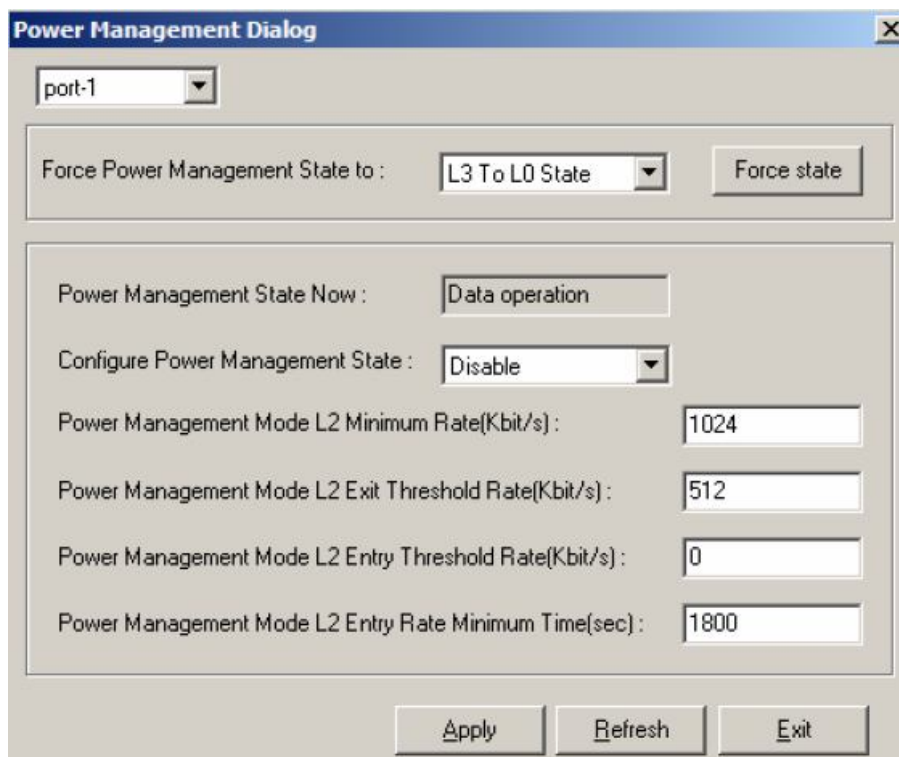 Power Management Dialog
port-1
Force Power Management State to : L3 To L0 State Force state
Power Management State Now : Data operation
Configure Power Management State : Disable
Power Management Mode L2 Minimum Rate(Kbit/s) : 1024
Power Management Mode L2 Exit Threshold Rate(Kbit/s) : 512
Power Management Mode L2 Entry Threshold Rate(Kbit/s) : 0
Power Management Mode L2 Entry Rate Minimum Time(sec) : 1800
Apply Refresh Exit